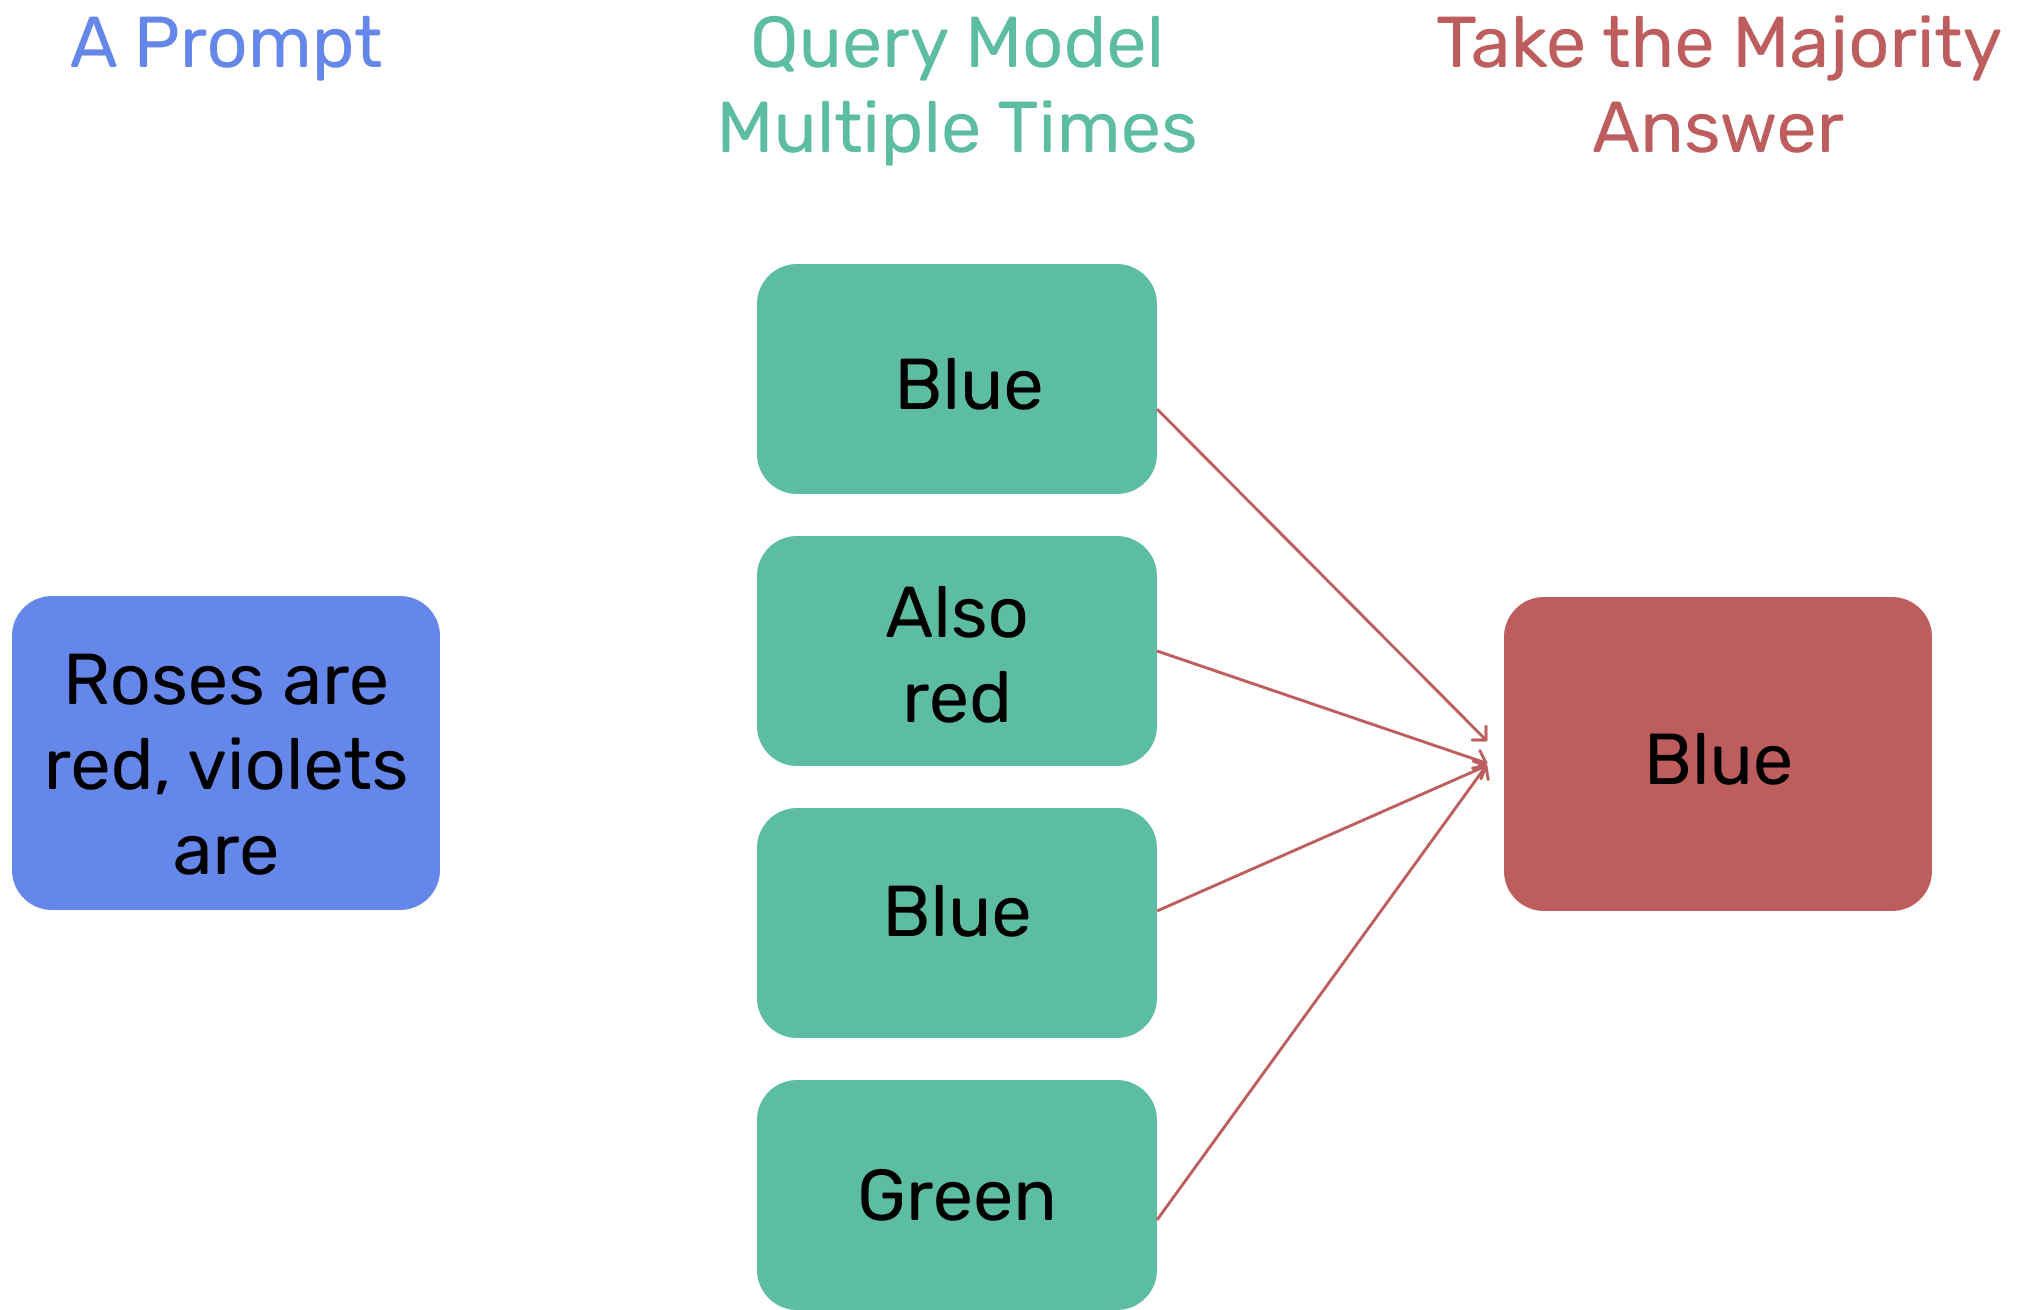 A Prompt
Query Model
Multiple Times
Take the Majority
Answer
Roses are
red, violets
are
Blue
Also
red
Blue
Green
Blue